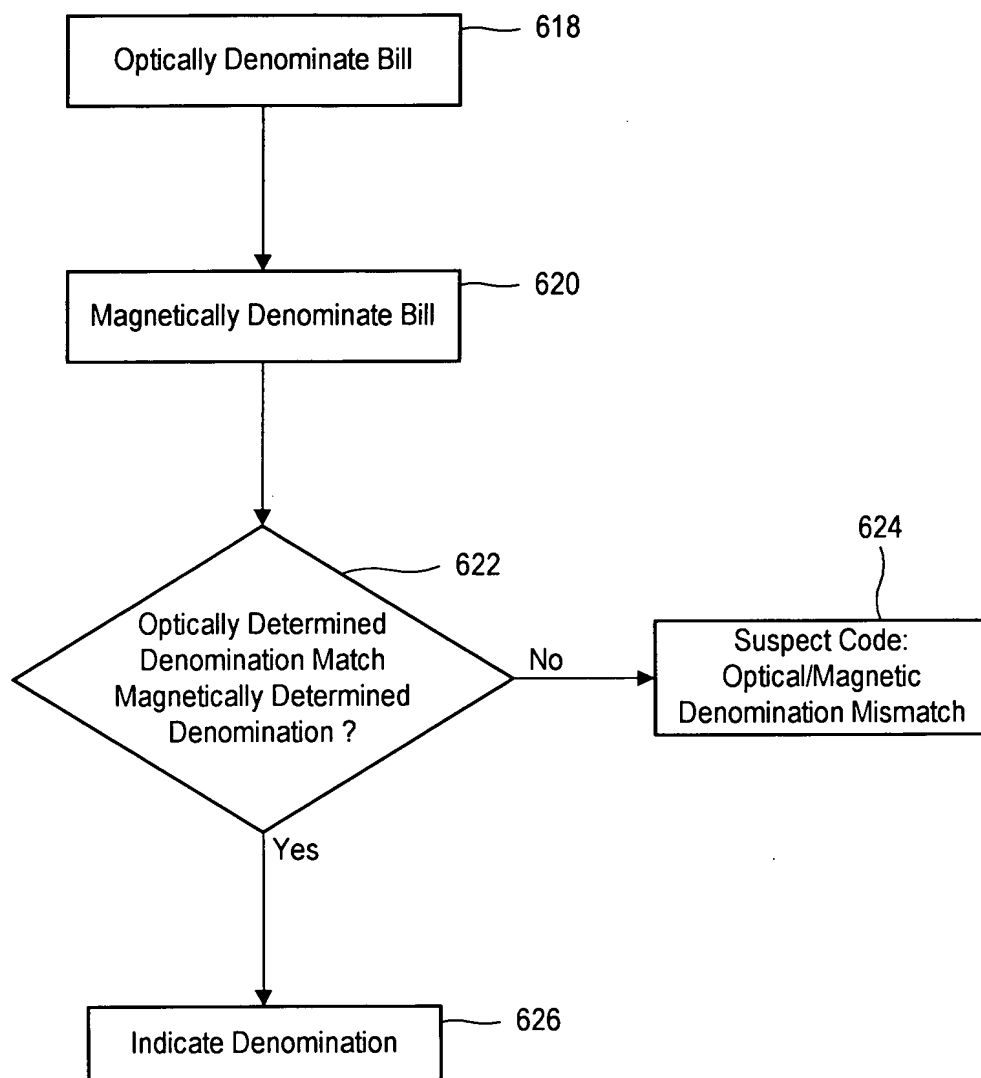 618
Optically Denominate Bill
620
Magnetically Denominate Bill
622
Optically Determined
Denomination Match
Magnetically Determined
Denomination ?
No
624
Suspect Code:
Optical/Magnetic
Denomination Mismatch
Yes
626
Indicate Denomination